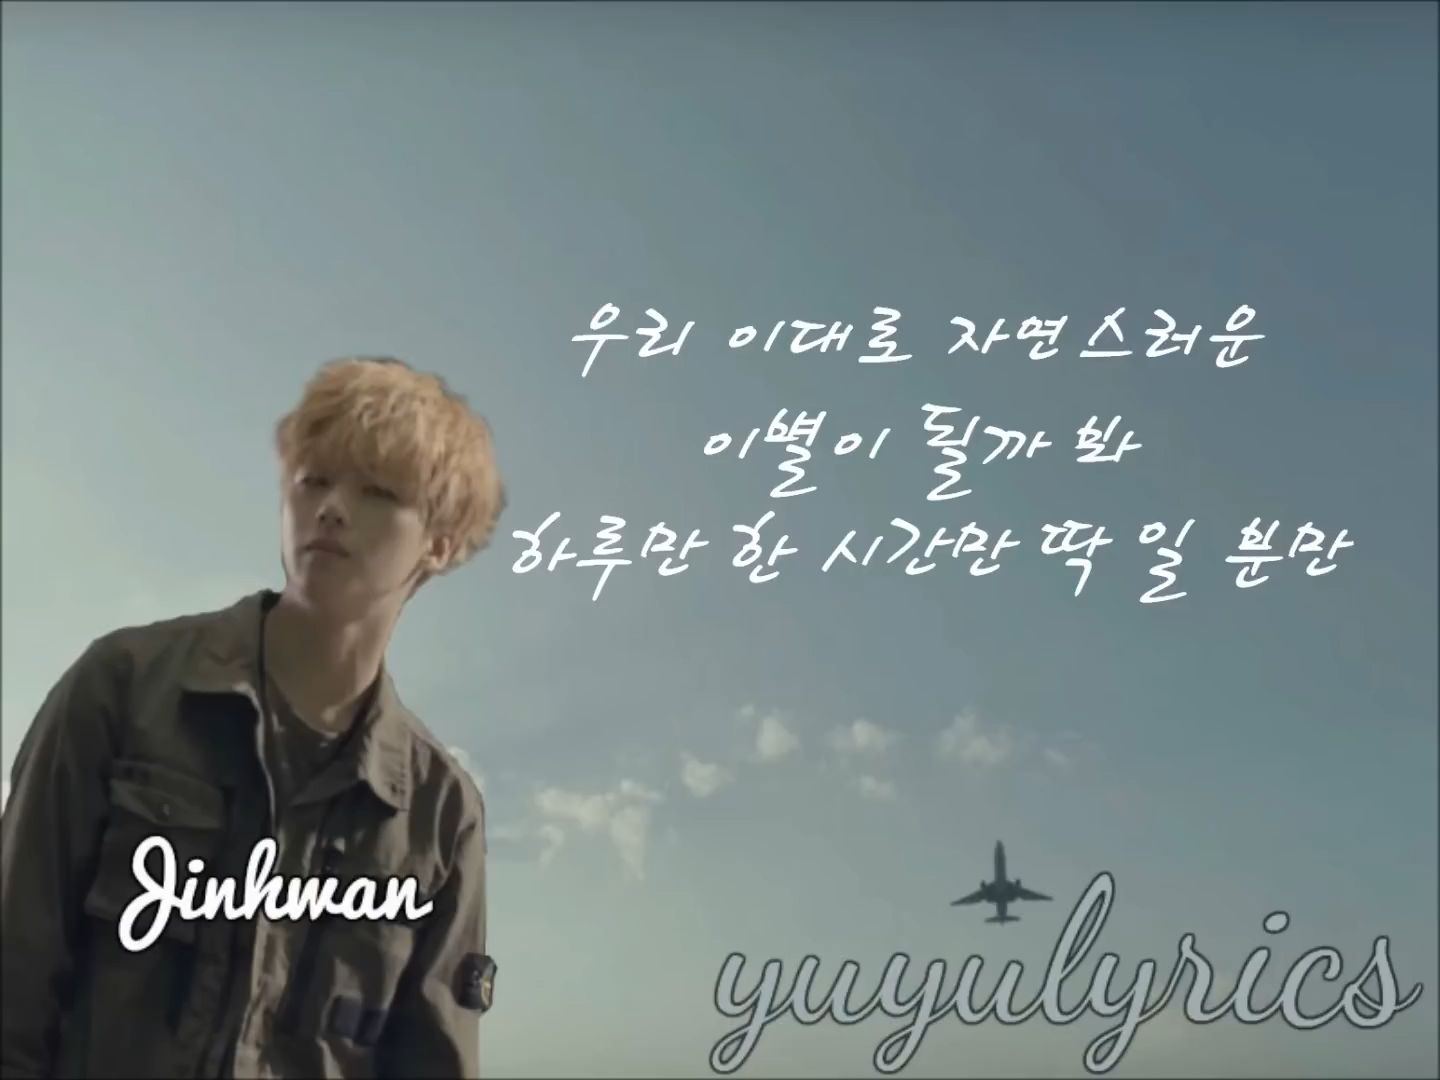 우리 이대로 자연스러운
이별이 될까 봐
하루만 한 시간만 딱 일 분만
Jinhwan
yuyulyrics